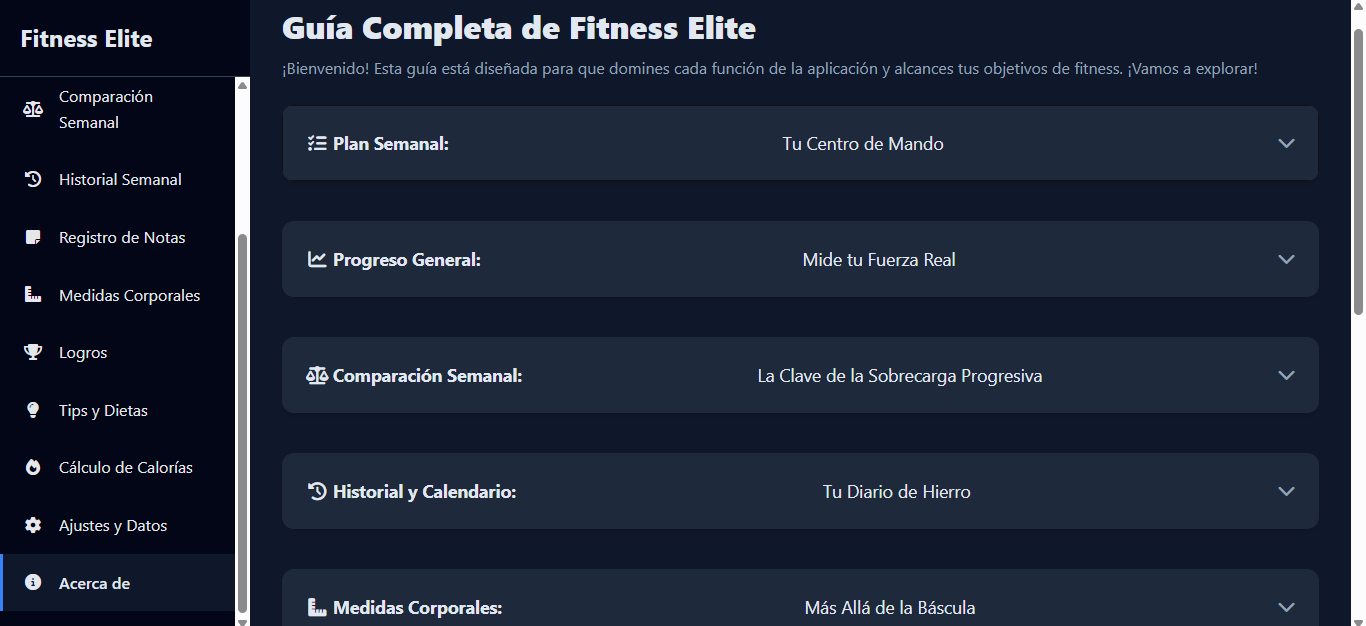 Fitness Elite
Comparación
Semanal
Historial Semanal
Registro de Notas
Medidas Corporales
Logros
Tips y Dietas
Cálculo de Calorías
Ajustes y Datos
Acerca de
Guía Completa de Fitness Elite
¡Bienvenido! Esta guía está diseñada para que domines cada función de la aplicación y alcances tus objetivos de fitness. ¡Vamos a explorar!
Plan Semanal: Tu Centro de Mando
Progreso General: Mide tu Fuerza Real
Comparación Semanal: La Clave de la Sobrecarga Progresiva
Historial y Calendario: Tu Diario de Hierro
Medidas Corporales: Más Allá de la Báscula